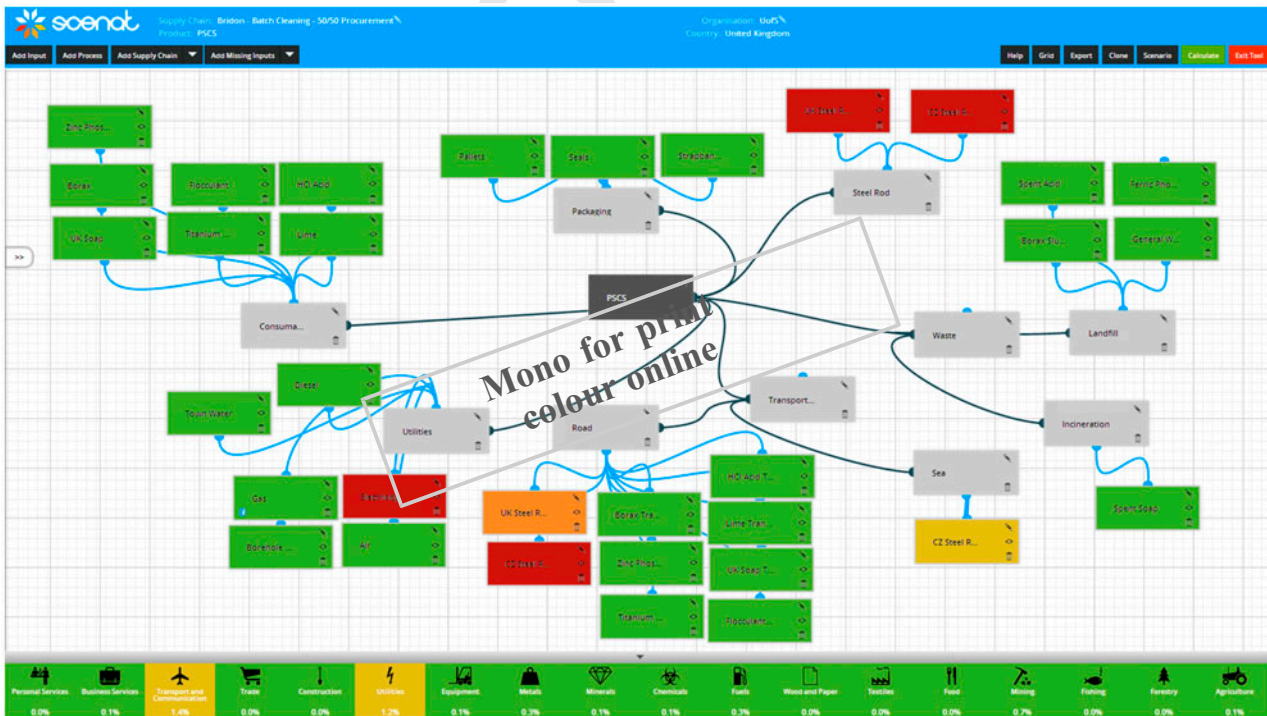 scenat
Supply Chain: Bridon - Batch Cleaning - 50/50 Procurement
Product: PSCS
Organisation: UofS
Country: United Kingdom
Add Input
Add Process
Add Supply Chain
Add Missing Inputs
Help
Grid
Export
Clone
Scenario
Calculate
Exit Tool
Zinc Phos...
Borax
Flocculant
HCl Acid
UK Soap
Titanium ...
Lime
Consuma...
Pallets
Seals
Strapban...
Packaging
CZ Steel R...
Steel Rod
Spent Acid
Ferric Pho...
Borax Slu...
General W...
>>
PSCS
Waste
Landfill
Mono for print
colour online
Diesel
Town Water
Utilities
Road
Transport...
Incineration
Sea
Gas
Borehole ...
Air
UK Steel R...
CZ Steel R...
Borax Tra...
Zinc Phos...
Titanium ...
HCl Acid T...
Lime Tran...
UK Soap T...
Flocculant...
CZ Steel R...
Spent Soap
Personal Services
0.0%
Business Services
0.1%
Transport and
Communication
1.4%
Trade
0.0%
Construction
0.0%
Utilities
1.2%
Equipment
0.1%
Metals
0.3%
Minerals
0.1%
Chemicals
0.1%
Fuels
0.3%
Wood and Paper
0.0%
Textiles
0.0%
Food
0.0%
Mining
0.7%
Fishing
0.0%
Forestry
0.0%
Agriculture
0.1%